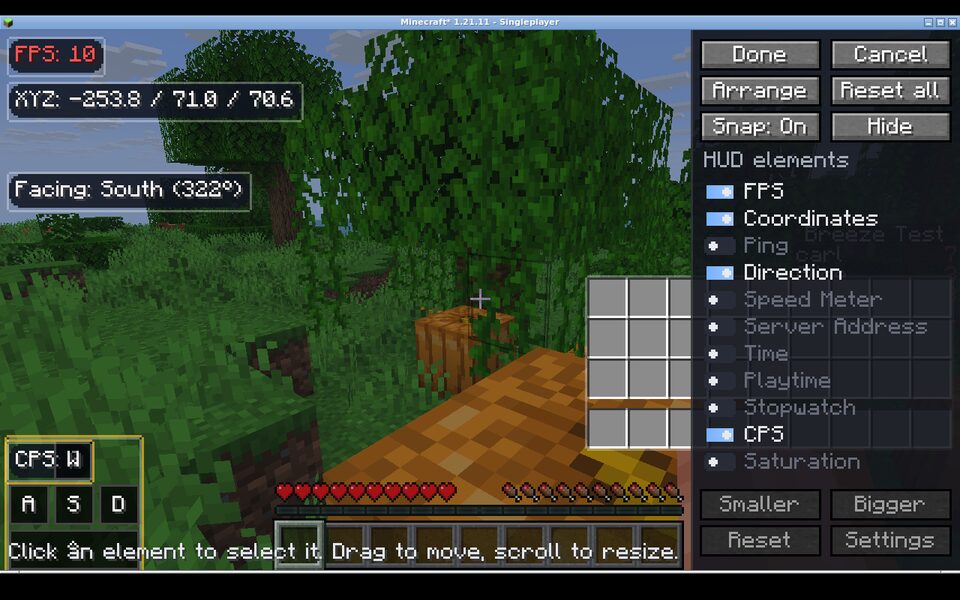 Minecraft* 1.21.11 - Singleplayer
FPS: 10
XYZ: -253.8 / 71.0 / 70.6
Facing: South (322°)
CPS: W
A S D
Click an element to select it. Drag to move, scroll to resize.
Done Cancel
Arrange Reset all
Snap: On Hide
HUD elements
FPS
Coordinates
Breeze Test
Ping
Direction
Speed Meter
Server Address
Time
Playtime
Stopwatch
CPS
Saturation
Smaller Bigger
Reset Settings